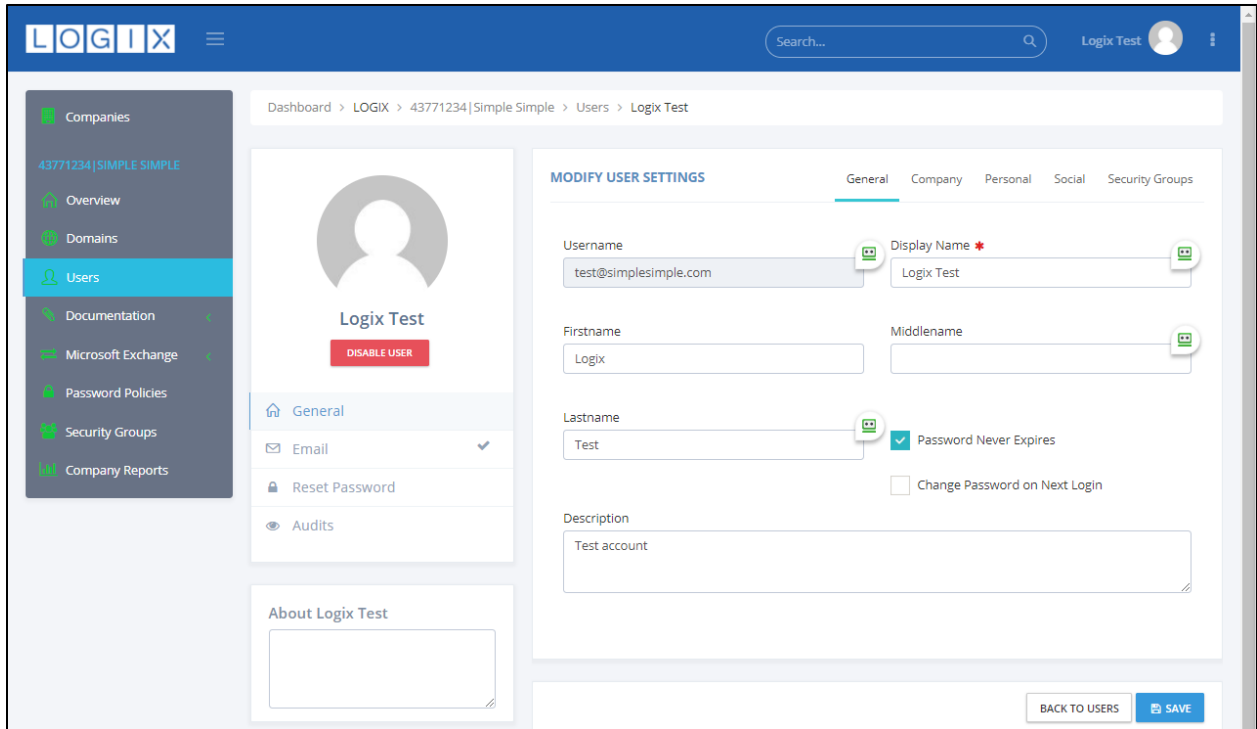 LOGIX
Search...
Logix Test
Companies
43771234|SIMPLE SIMPLE
Overview
Domains
Users
Documentation
Microsoft Exchange
Password Policies
Security Groups
Company Reports
Dashboard > LOGIX > 43771234|Simple Simple > Users > Logix Test
Logix Test
DISABLE USER
General
Email
Reset Password
Audits
About Logix Test
MODIFY USER SETTINGS
General Company Personal Social Security Groups
Username
test@simplesimple.com
Display Name *
Logix Test
Firstname
Logix
Middlename
Lastname
Test
Password Never Expires
Change Password on Next Login
Description
Test account
BACK TO USERS
SAVE